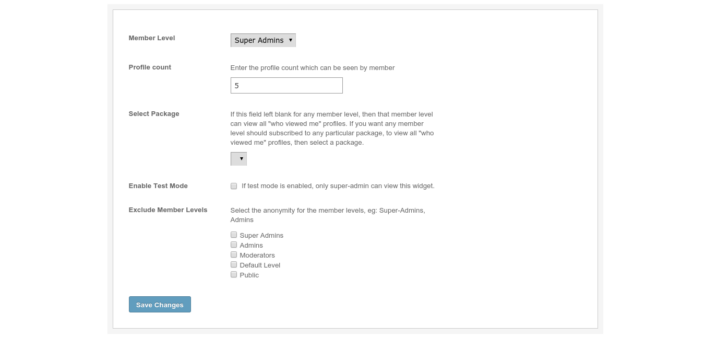 Member Level
Super Admins
Profile count
Enter the profile count which can be seen by member
5
Select Package
If this field left blank for any member level, then that member level
can view all "who viewed me" profiles. If you want any member
level should subscribed to any particular package, to view all "who
viewed me" profiles, then select a package.
Enable Test Mode
If test mode is enabled, only super-admin can view this widget.
Exclude Member Levels
Select the anonymity for the member levels, eg: Super-Admins,
Admins
Super Admins
Admins
Moderators
Default Level
Public
Save Changes